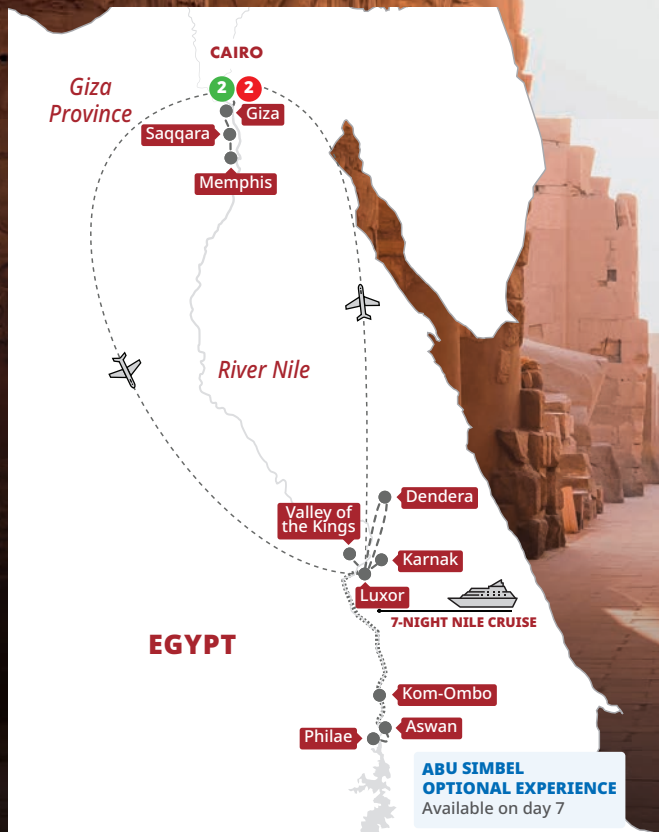 CAIRO
Giza
Province
2
2
Giza
Saqqara
Memphis
River Nile
Dendera
Valley of
the Kings
Karnak
Luxor
7-NIGHT NILE CRUISE
EGYPT
Kom-Ombo
Aswan
Philae
ABU SIMBEL
OPTIONAL EXPERIENCE
Available on day 7